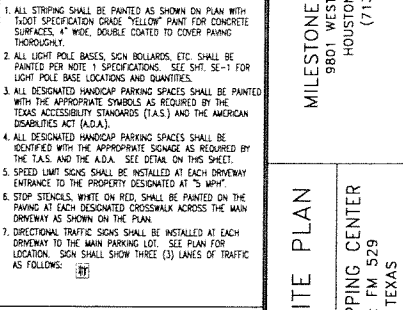 1. ALL STRIPING SHALL BE PAINTED AS SHOWN ON PLAN WITH
TxDOT SPECIFICATION GRADE "YELLOW" PAINT FOR CONCRETE
SURFACES, 4" WIDE, DOUBLE COATED TO COVER PAVING
THOROUGHLY.
2. ALL LIGHT POLE BASES, SIGN BOLLARDS, ETC. SHALL BE
PAINTED PER NOTE 1 SPECIFICATIONS. SEE SHT. SE-1 FOR
LIGHT POLE BASE LOCATIONS AND QUANTITIES.
3. ALL DESIGNATED HANDICAP PARKING SPACES SHALL BE PAINTED
WITH THE APPROPRIATE SYMBOLS AS REQUIRED BY THE
TEXAS ACCESSIBILITY STANDARDS (T.A.S.) AND THE AMERICAN
DISABILITIES ACT (A.D.A.).
4. ALL DESIGNATED HANDICAP PARKING SPACES SHALL BE
IDENTIFIED WITH THE APPROPRIATE SIGNAGE AS REQUIRED BY
THE T.A.S. AND THE A.D.A. SEE DETAIL ON THIS SHEET.
5. SPEED LIMIT SIGNS SHALL BE INSTALLED AT EACH DRIVEWAY
ENTRANCE TO THE PROPERTY DESIGNATED AT "5 MPH".
6. STOP STENCILS, WHITE ON RED, SHALL BE PAINTED ON THE
PAVING AT EACH DESIGNATED CROSSWALK ACROSS THE MAIN
DRIVEWAY AS SHOWN ON THE PLAN.
7. DIRECTIONAL TRAFFIC SIGNS SHALL BE INSTALLED AT EACH
DRIVEWAY TO THE MAIN PARKING LOT. SEE PLAN FOR
LOCATION. SIGN SHALL SHOW THREE (3) LANES OF TRAFFIC
AS FOLLOWS:
MILESTONE
9801 WEST
HOUSTON
(713
ITE PLAN
PPING CENTER
FM 529
TEXAS